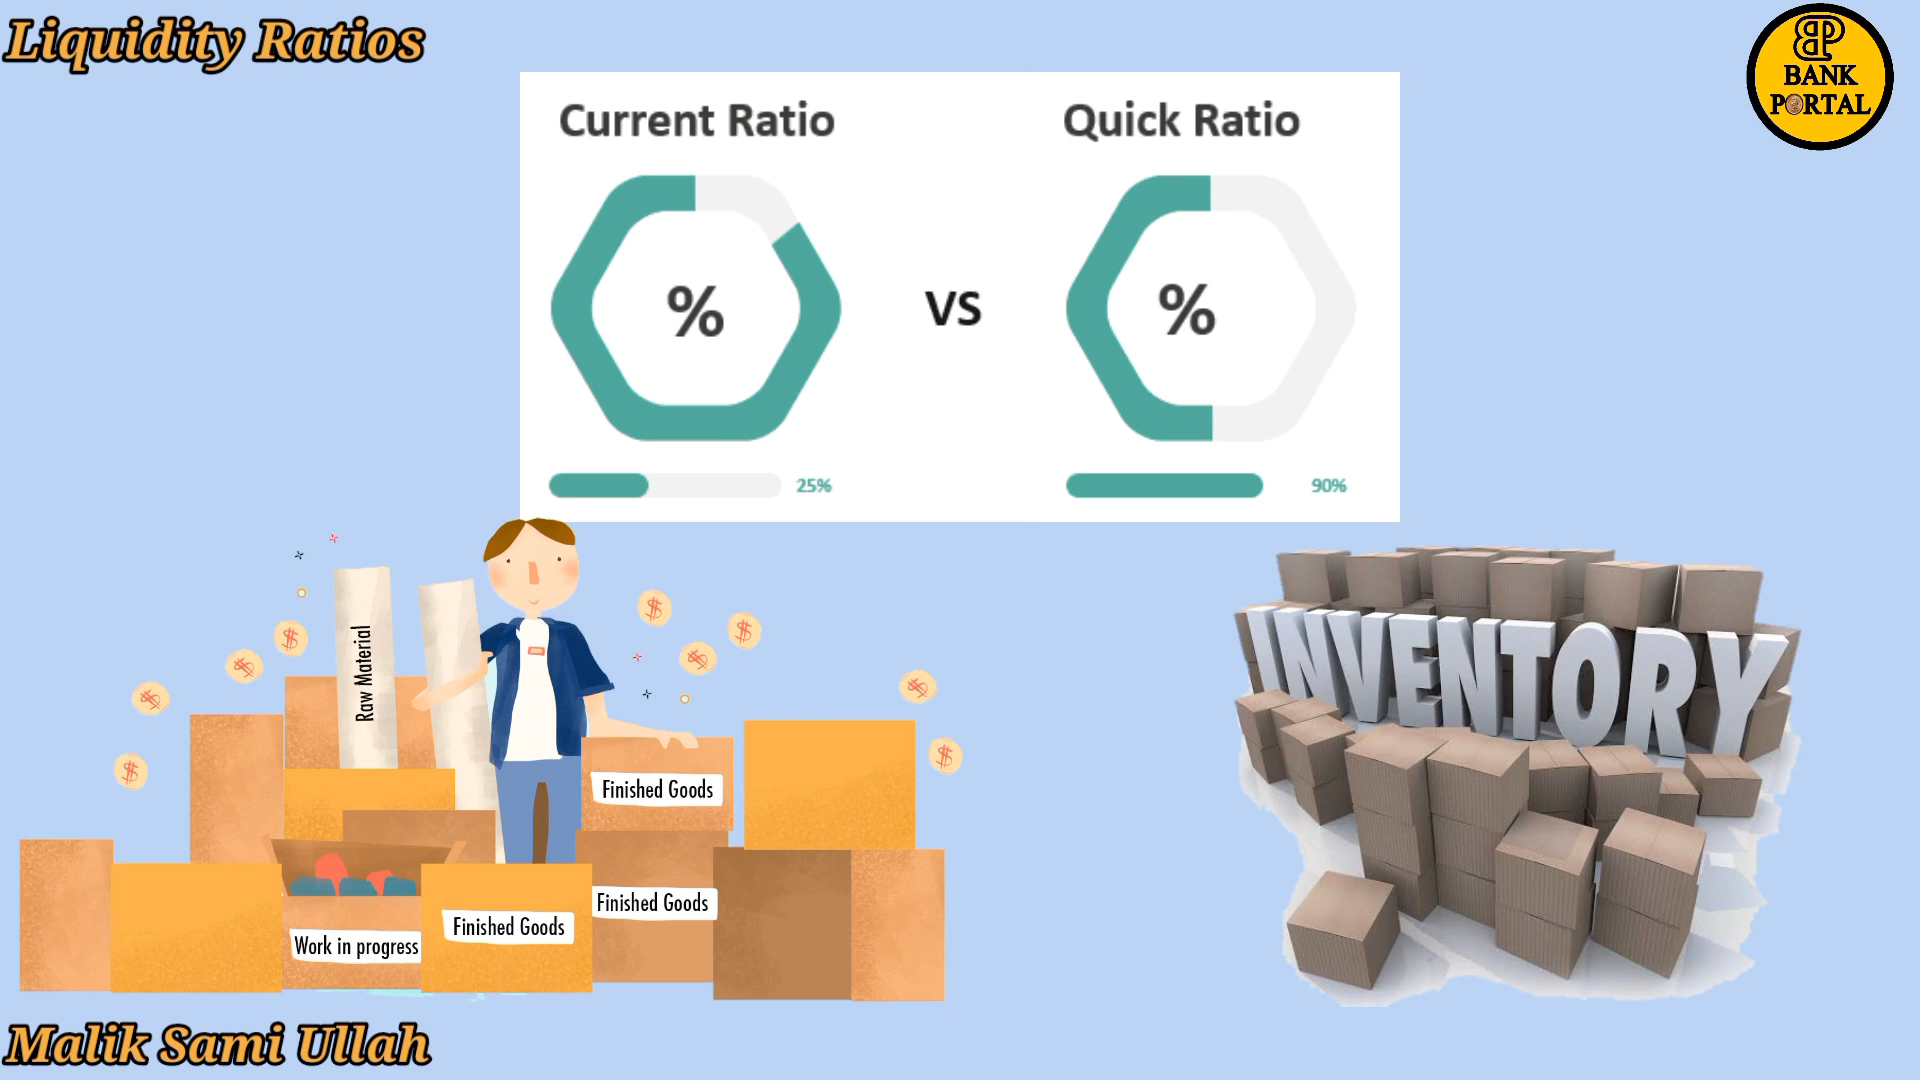 Liquidity Ratios
BP
BANK
PORTAL
Current Ratio
Quick Ratio
%
VS
%
25%
90%
Raw Material
INVENTORY
Finished Goods
Finished Goods
Finished Goods
Work in progress
Malik Sami Ullah